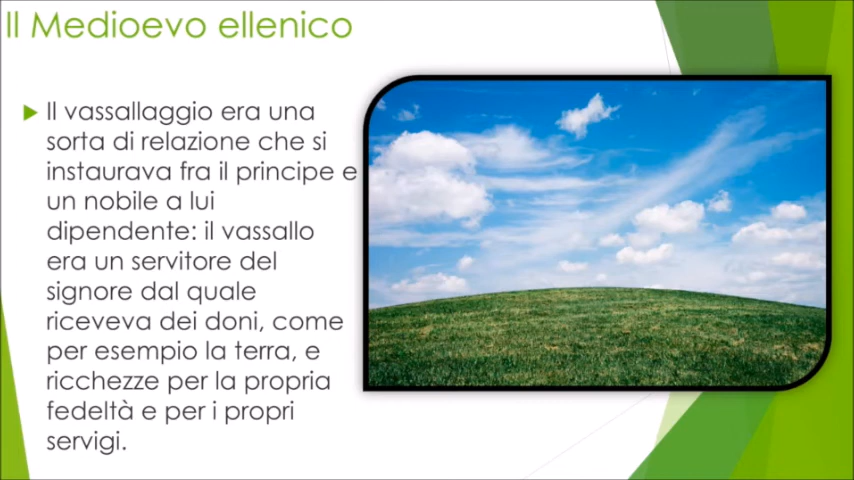 Il Medioevo ellenico
Il vassallaggio era una
sorta di relazione che si
instaurava fra il principe e
un nobile a lui
dipendente: il vassallo
era un servitore del
signore dal quale
riceveva dei doni, come
per esempio la terra, e
ricchezze per la propria
fedeltà e per i propri
servigi.